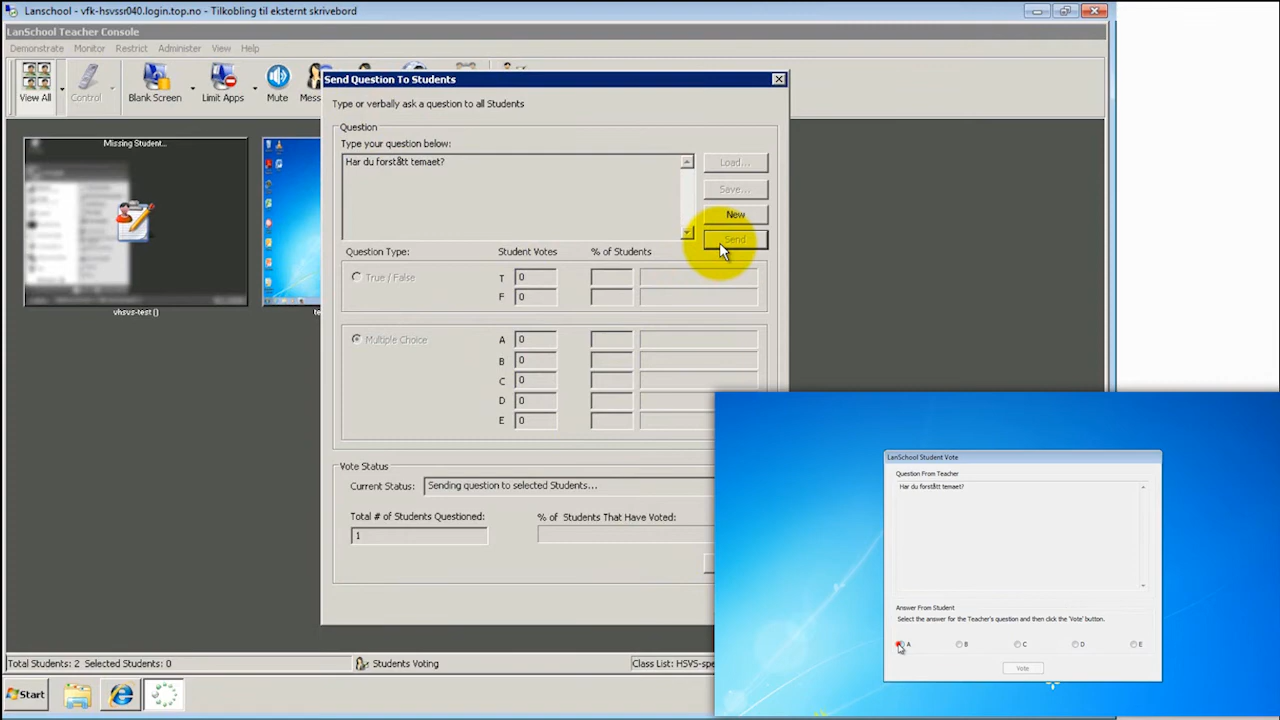 Lanschool - vfk-hsvssr040.login.top.no - Tilkobling til eksternt skrivebord
LanSchool Teacher Console
Demonstrate Monitor Restrict Administer View Help
View All Control Blank Screen Limit Apps Mute
Send Question To Students
Type or verbally ask a question to all Students
Question
Type your question below:
Har du forstått temaet?
Load...
Save...
New
Send
Question Type: Student Votes % of Students
True / False T 0
F 0
Multiple Choice A 0
B 0
C 0
D 0
E 0
Vote Status
Current Status: Sending question to selected Students...
Total # of Students Questioned: % of Students That Have Voted:
1
Missing Student...
vhsvs-test ()
LanSchool Student Vote
Question From Teacher
Har du forstått temaet?
Answer From Student
Select the answer for the Teacher's question and then click the 'Vote' button.
A B C D E
Vote
Total Students: 2 Selected Students: 0
Students Voting
Class List: HSVS-spe
Start